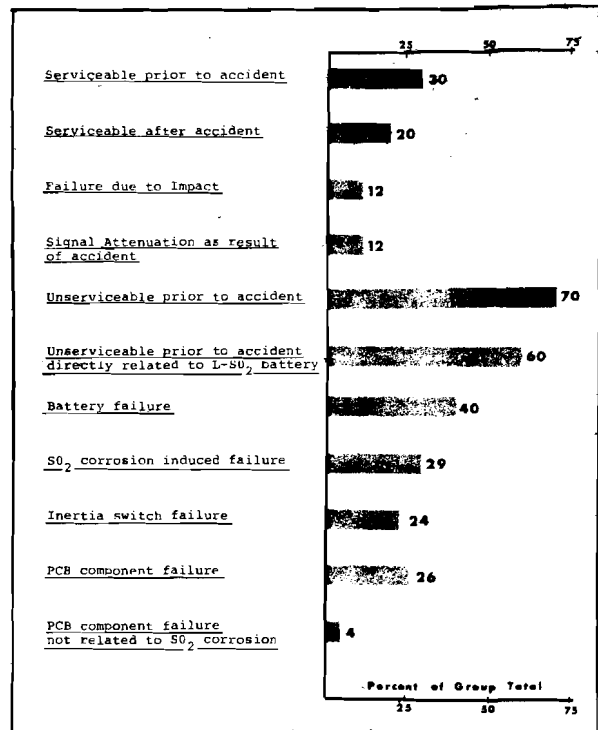 25 50 75
Serviceable prior to accident 30
Serviceable after accident 20
Failure due to Impact 12
Signal Attenuation as result
of accident 12
Unserviceable prior to accident 70
Unserviceable prior to accident
directly related to L-SO₂ battery 60
Battery failure 40
SO₂ corrosion induced failure 29
Inertia switch failure 24
PCB component failure 26
PCB component failure
not related to SO₂ corrosion 4
Percent of Group Total
25 50 75